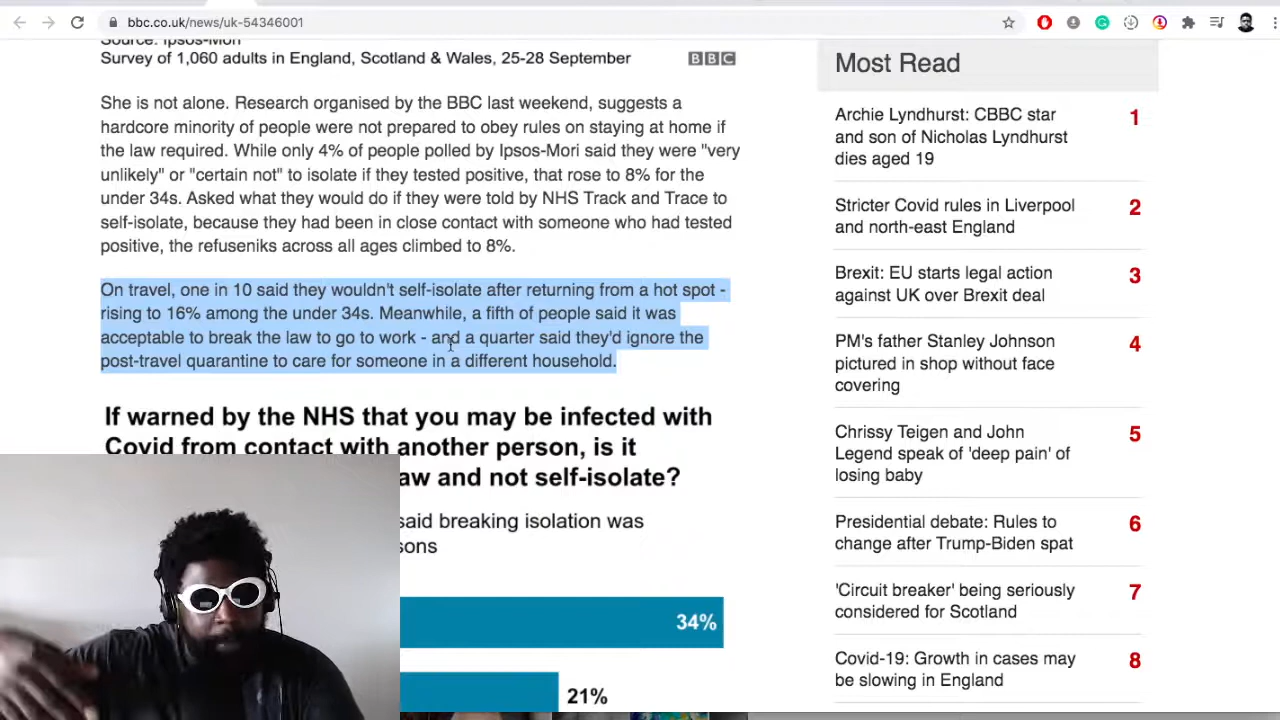 bbc.co.uk/news/uk-54346001
Source: Ipsos-Mori
Survey of 1,060 adults in England, Scotland & Wales, 25-28 September
BBC
She is not alone. Research organised by the BBC last weekend, suggests a
hardcore minority of people were not prepared to obey rules on staying at home if
the law required. While only 4% of people polled by Ipsos-Mori said they were "very
unlikely" or "certain not" to isolate if they tested positive, that rose to 8% for the
under 34s. Asked what they would do if they were told by NHS Track and Trace to
self-isolate, because they had been in close contact with someone who had tested
positive, the refuseniks across all ages climbed to 8%.
On travel, one in 10 said they wouldn't self-isolate after returning from a hot spot -
rising to 16% among the under 34s. Meanwhile, a fifth of people said it was
acceptable to break the law to go to work - and a quarter said they'd ignore the
post-travel quarantine to care for someone in a different household.
If warned by the NHS that you may be infected with
Covid from contact with another person, is it
aw and not self-isolate?
said breaking isolation was
sons
34%
21%
Most Read
Archie Lyndhurst: CBBC star
and son of Nicholas Lyndhurst
dies aged 19
1
Stricter Covid rules in Liverpool
and north-east England
2
Brexit: EU starts legal action
against UK over Brexit deal
3
PM's father Stanley Johnson
pictured in shop without face
covering
4
Chrissy Teigen and John
Legend speak of 'deep pain' of
losing baby
5
Presidential debate: Rules to
change after Trump-Biden spat
6
'Circuit breaker' being seriously
considered for Scotland
7
Covid-19: Growth in cases may
be slowing in England
8